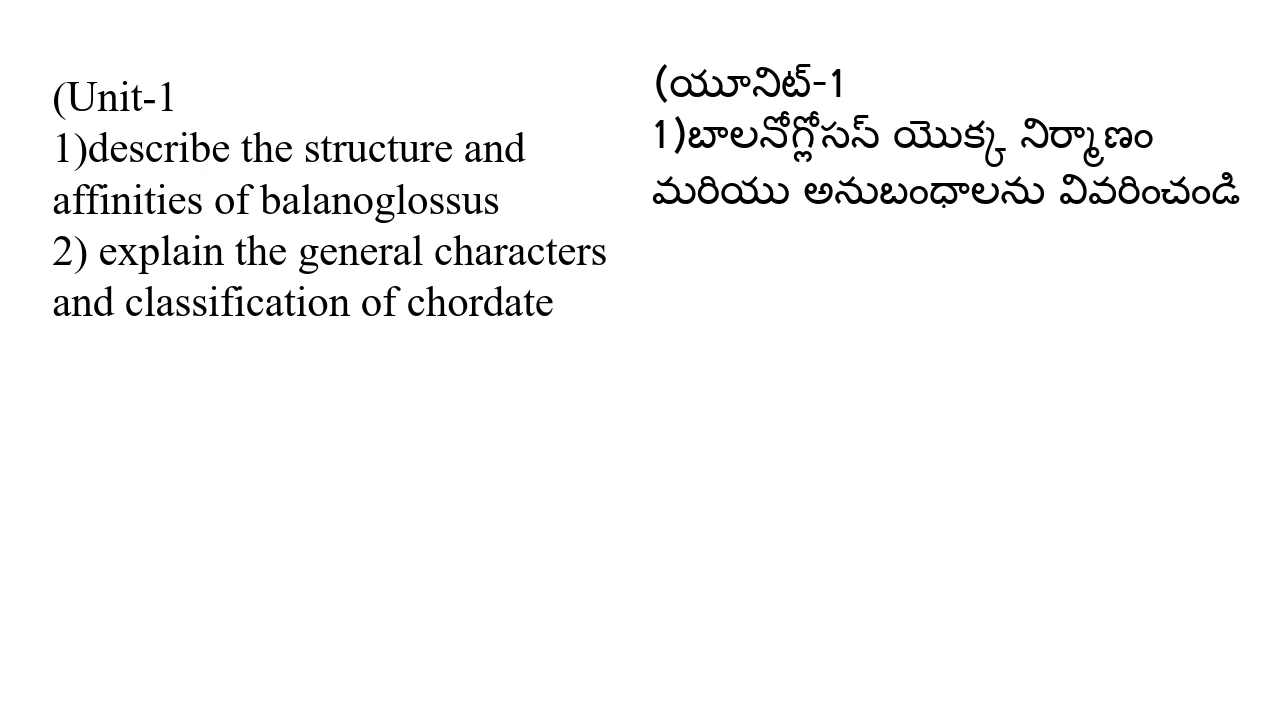 (Unit-1
1)describe the structure and
affinities of balanoglossus
2) explain the general characters
and classification of chordate
(యూనిట్-1
1)బాలనోగ్లోసస్ యొక్క నిర్మాణం
మరియు అనుబంధాలను వివరించండి